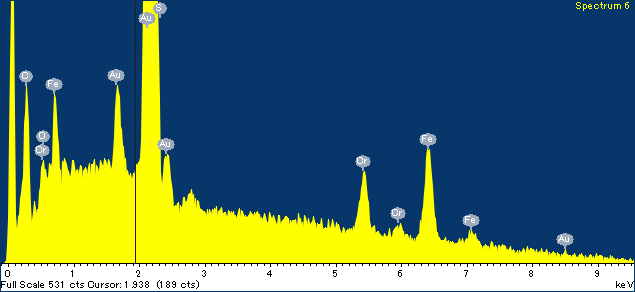 Spectrum 6
S
Au
Au
C
Fe
O
Fe
Au
Cr
Cr
Cr
Fe
Au
0 1 2 3 4 5 6 7 8 9
Full Scale 531 cts Cursor: 1.938 (189 cts) keV